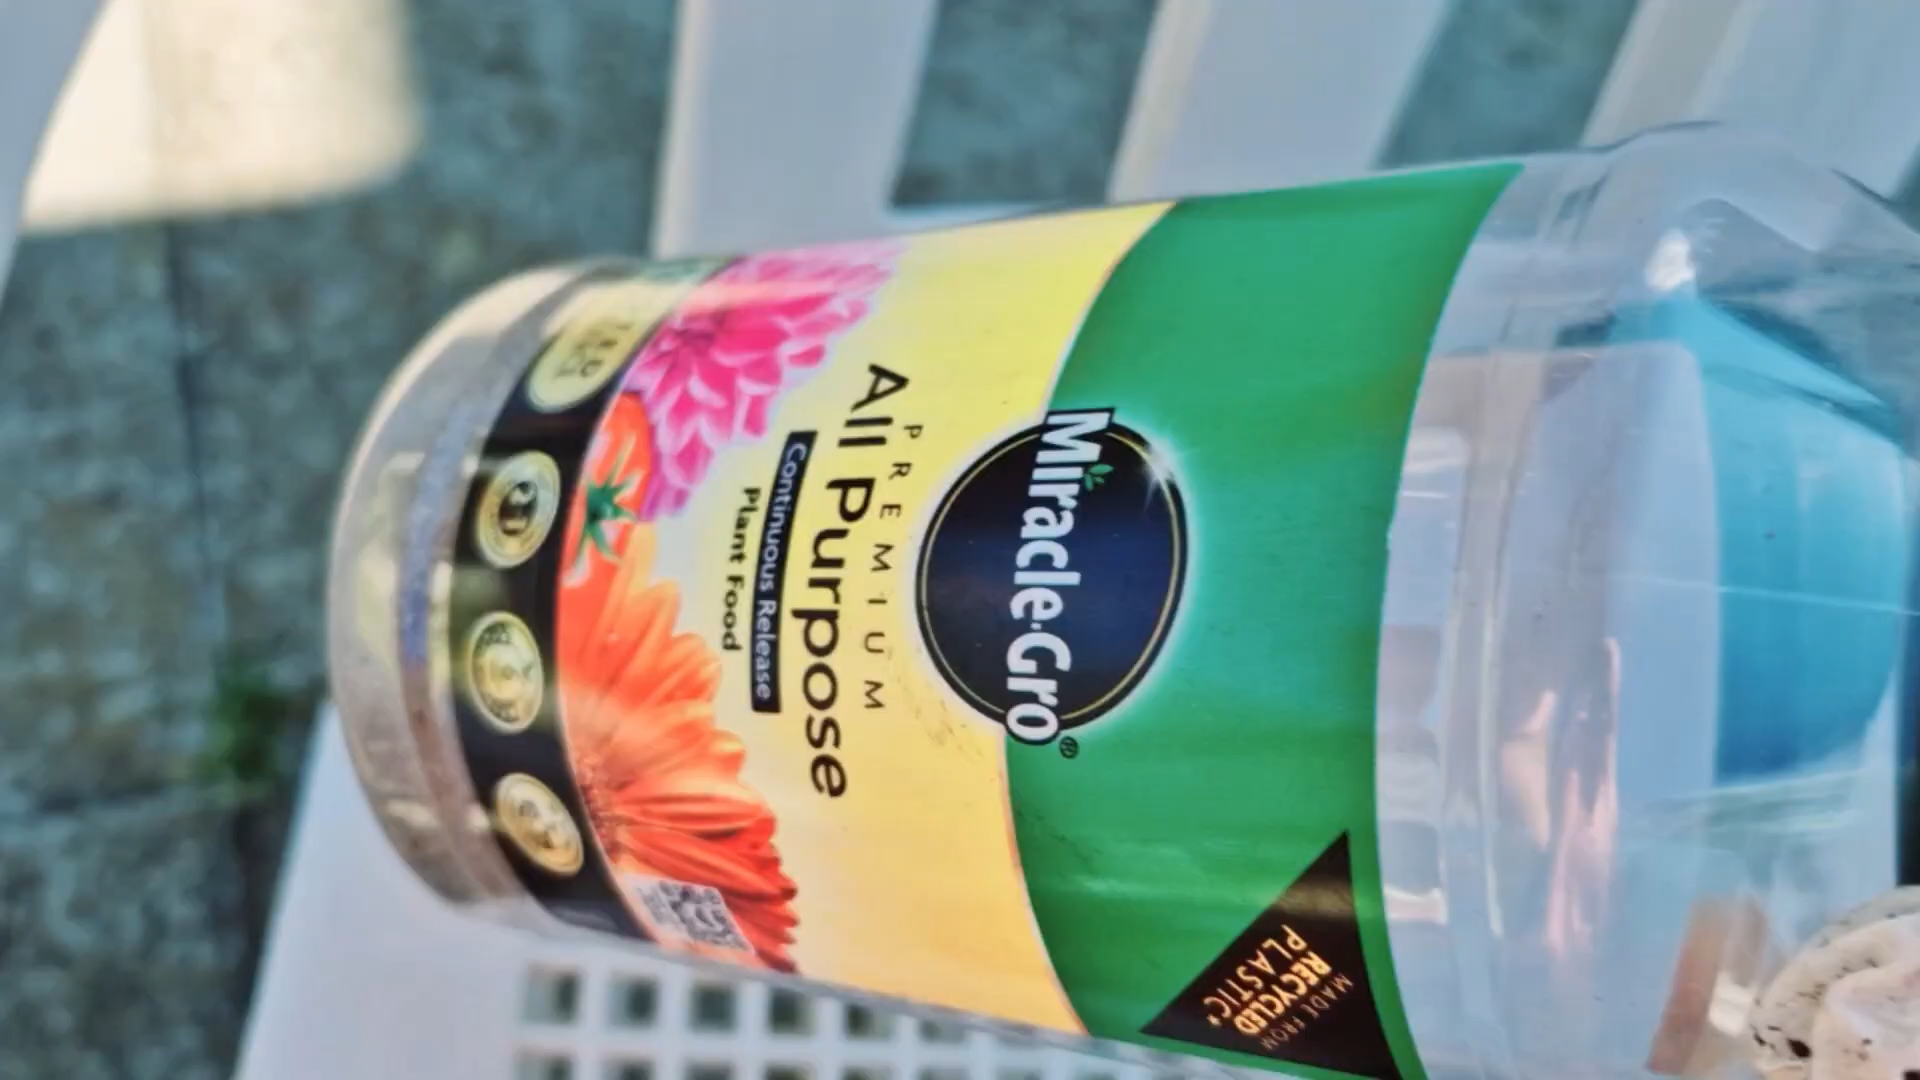 Miracle-Gro®
PREMIUM
All Purpose
Continuous Release
Plant Food
MADE FROM
RECYCLED
PLASTIC*